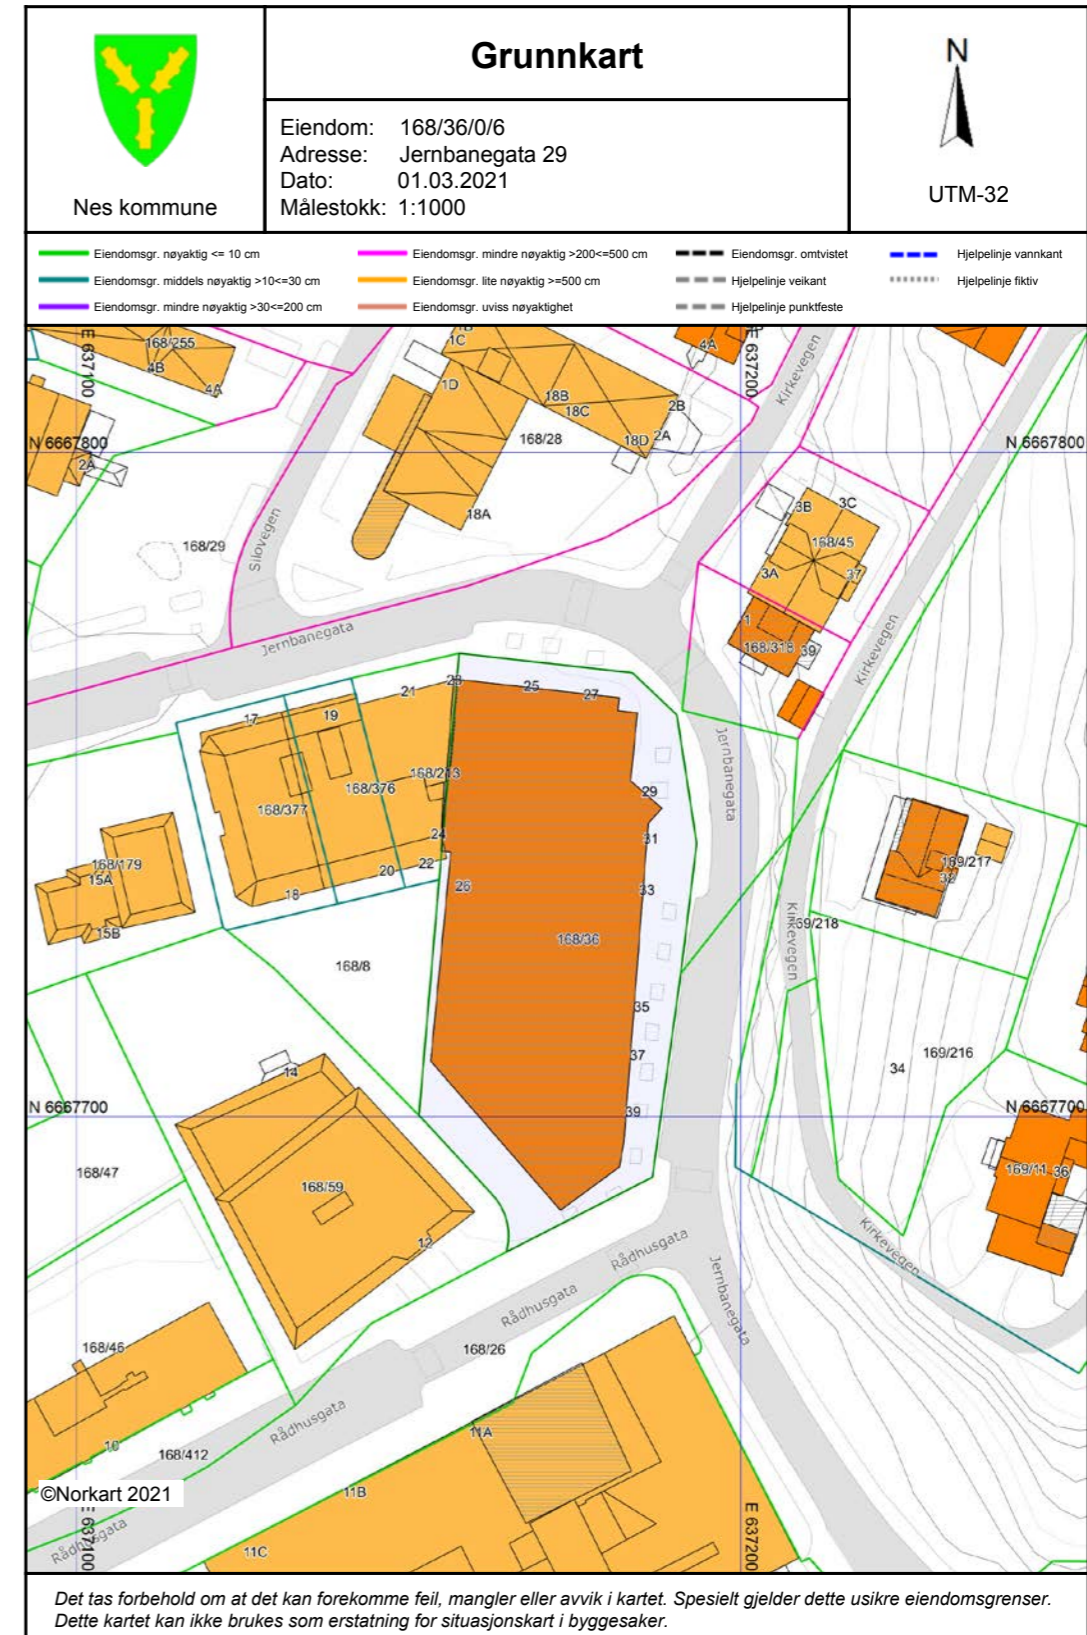 Grunnkart
Nes kommune
Eiendom: 168/36/0/6
Adresse: Jernbanegata 29
Dato: 01.03.2021
Målestokk: 1:1000
N
UTM-32
Eiendomsgr. nøyaktig <= 10 cm
Eiendomsgr. middels nøyaktig >10<=30 cm
Eiendomsgr. mindre nøyaktig >30<=200 cm
Eiendomsgr. mindre nøyaktig >200<=500 cm
Eiendomsgr. lite nøyaktig >=500 cm
Eiendomsgr. uviss nøyaktighet
Eiendomsgr. omtvistet
Hjelpelinje veikant
Hjelpelinje punktfeste
Hjelpelinje vannkant
Hjelpelinje fiktiv
168/255
4B
4A
E 637100
1C
1D
18B
18C
18D
2B
2A
168/28
4A
E 637200
Kirkevegen
N 6667800
N 6667800
2A
18A
168/29
Silovegen
3B
3C
168/45
3A
37
1
168/318
39
Kirkevegen
Jernbanegata
17
19
21
23
25
27
168/213
168/376
168/377
29
31
Jernbanegata
24
22
20
18
26
33
168/179
15A
15B
168/8
168/36
169/217
32
169/218
Kirkevegen
35
37
39
169/216
34
N 6667700
N 6667700
14
168/47
168/59
12
169/11
36
Kirkevegen
Rådhusgata
Rådhusgata
Jernbanegata
168/46
168/26
10
168/412
Rådhusgata
11A
11B
11C
©Norkart 2021
Rådhusgata
E 637100
E 637200
Det tas forbehold om at det kan forekomme feil, mangler eller avvik i kartet. Spesielt gjelder dette usikre eiendomsgrenser.
Dette kartet kan ikke brukes som erstatning for situasjonskart i byggesaker.